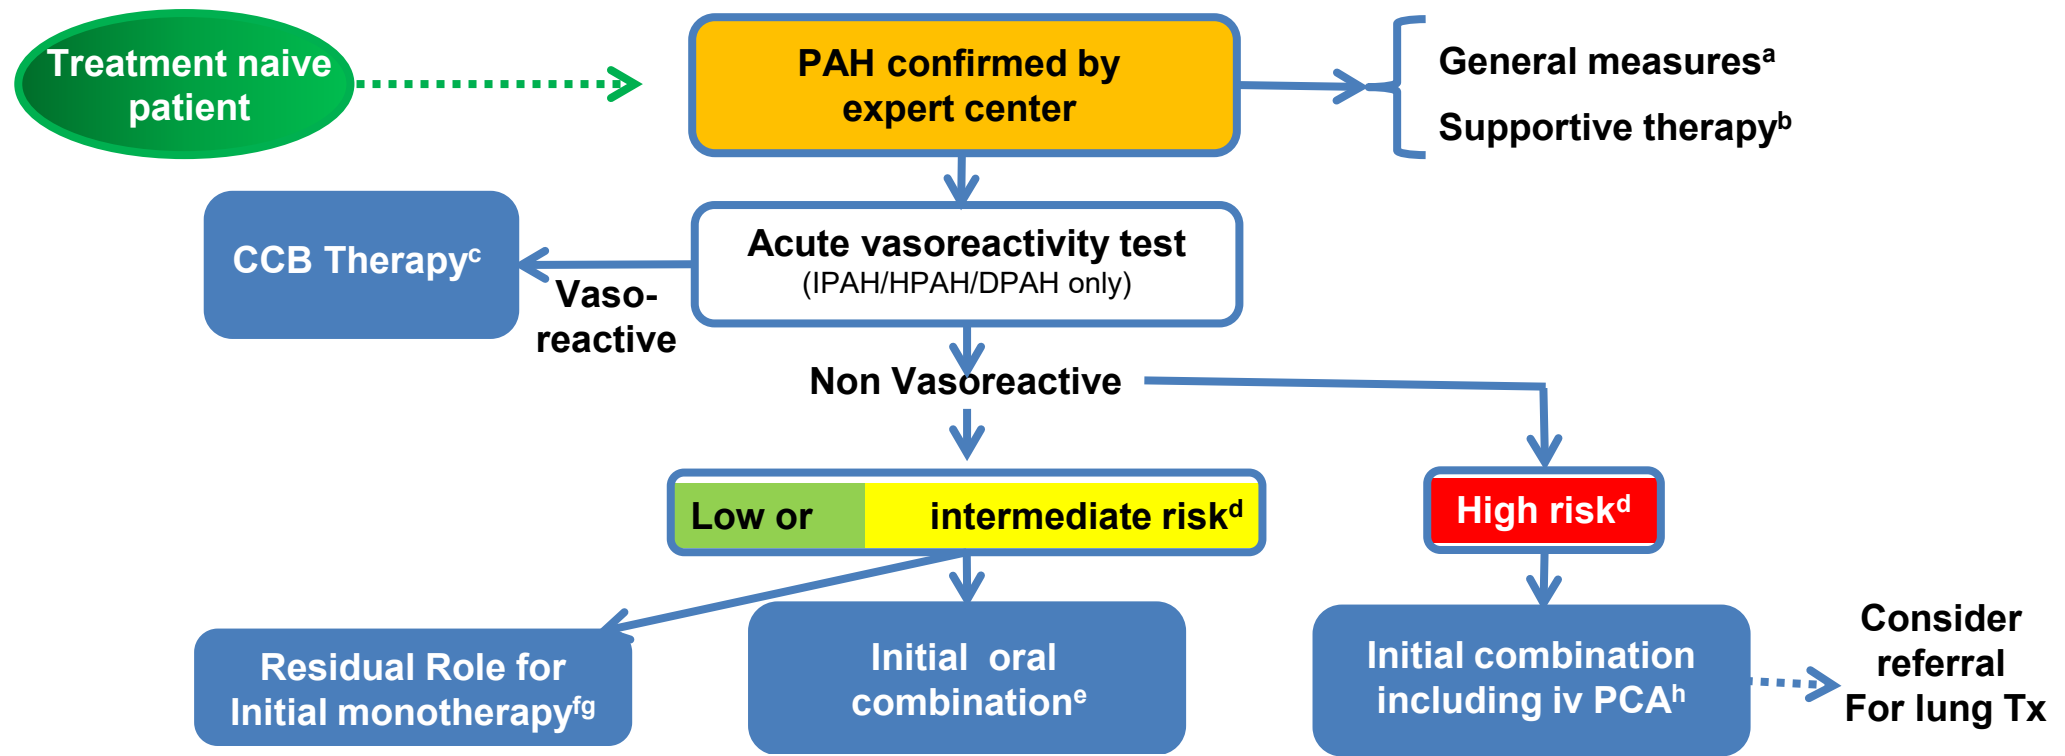 Treatment naive
patient
PAH confirmed by
expert center
General measuresᵃ
Supportive therapyᵇ
CCB Therapyᶜ
Vaso-
reactive
Acute vasoreactivity test
(IPAH/HPAH/DPAH only)
Non Vasoreactive
Low or intermediate riskᵈ
High riskᵈ
Residual Role for
Initial monotherapyᶠᵍ
Initial oral
combinationᵉ
Initial combination
including iv PCAʰ
Consider
referral
For lung Tx